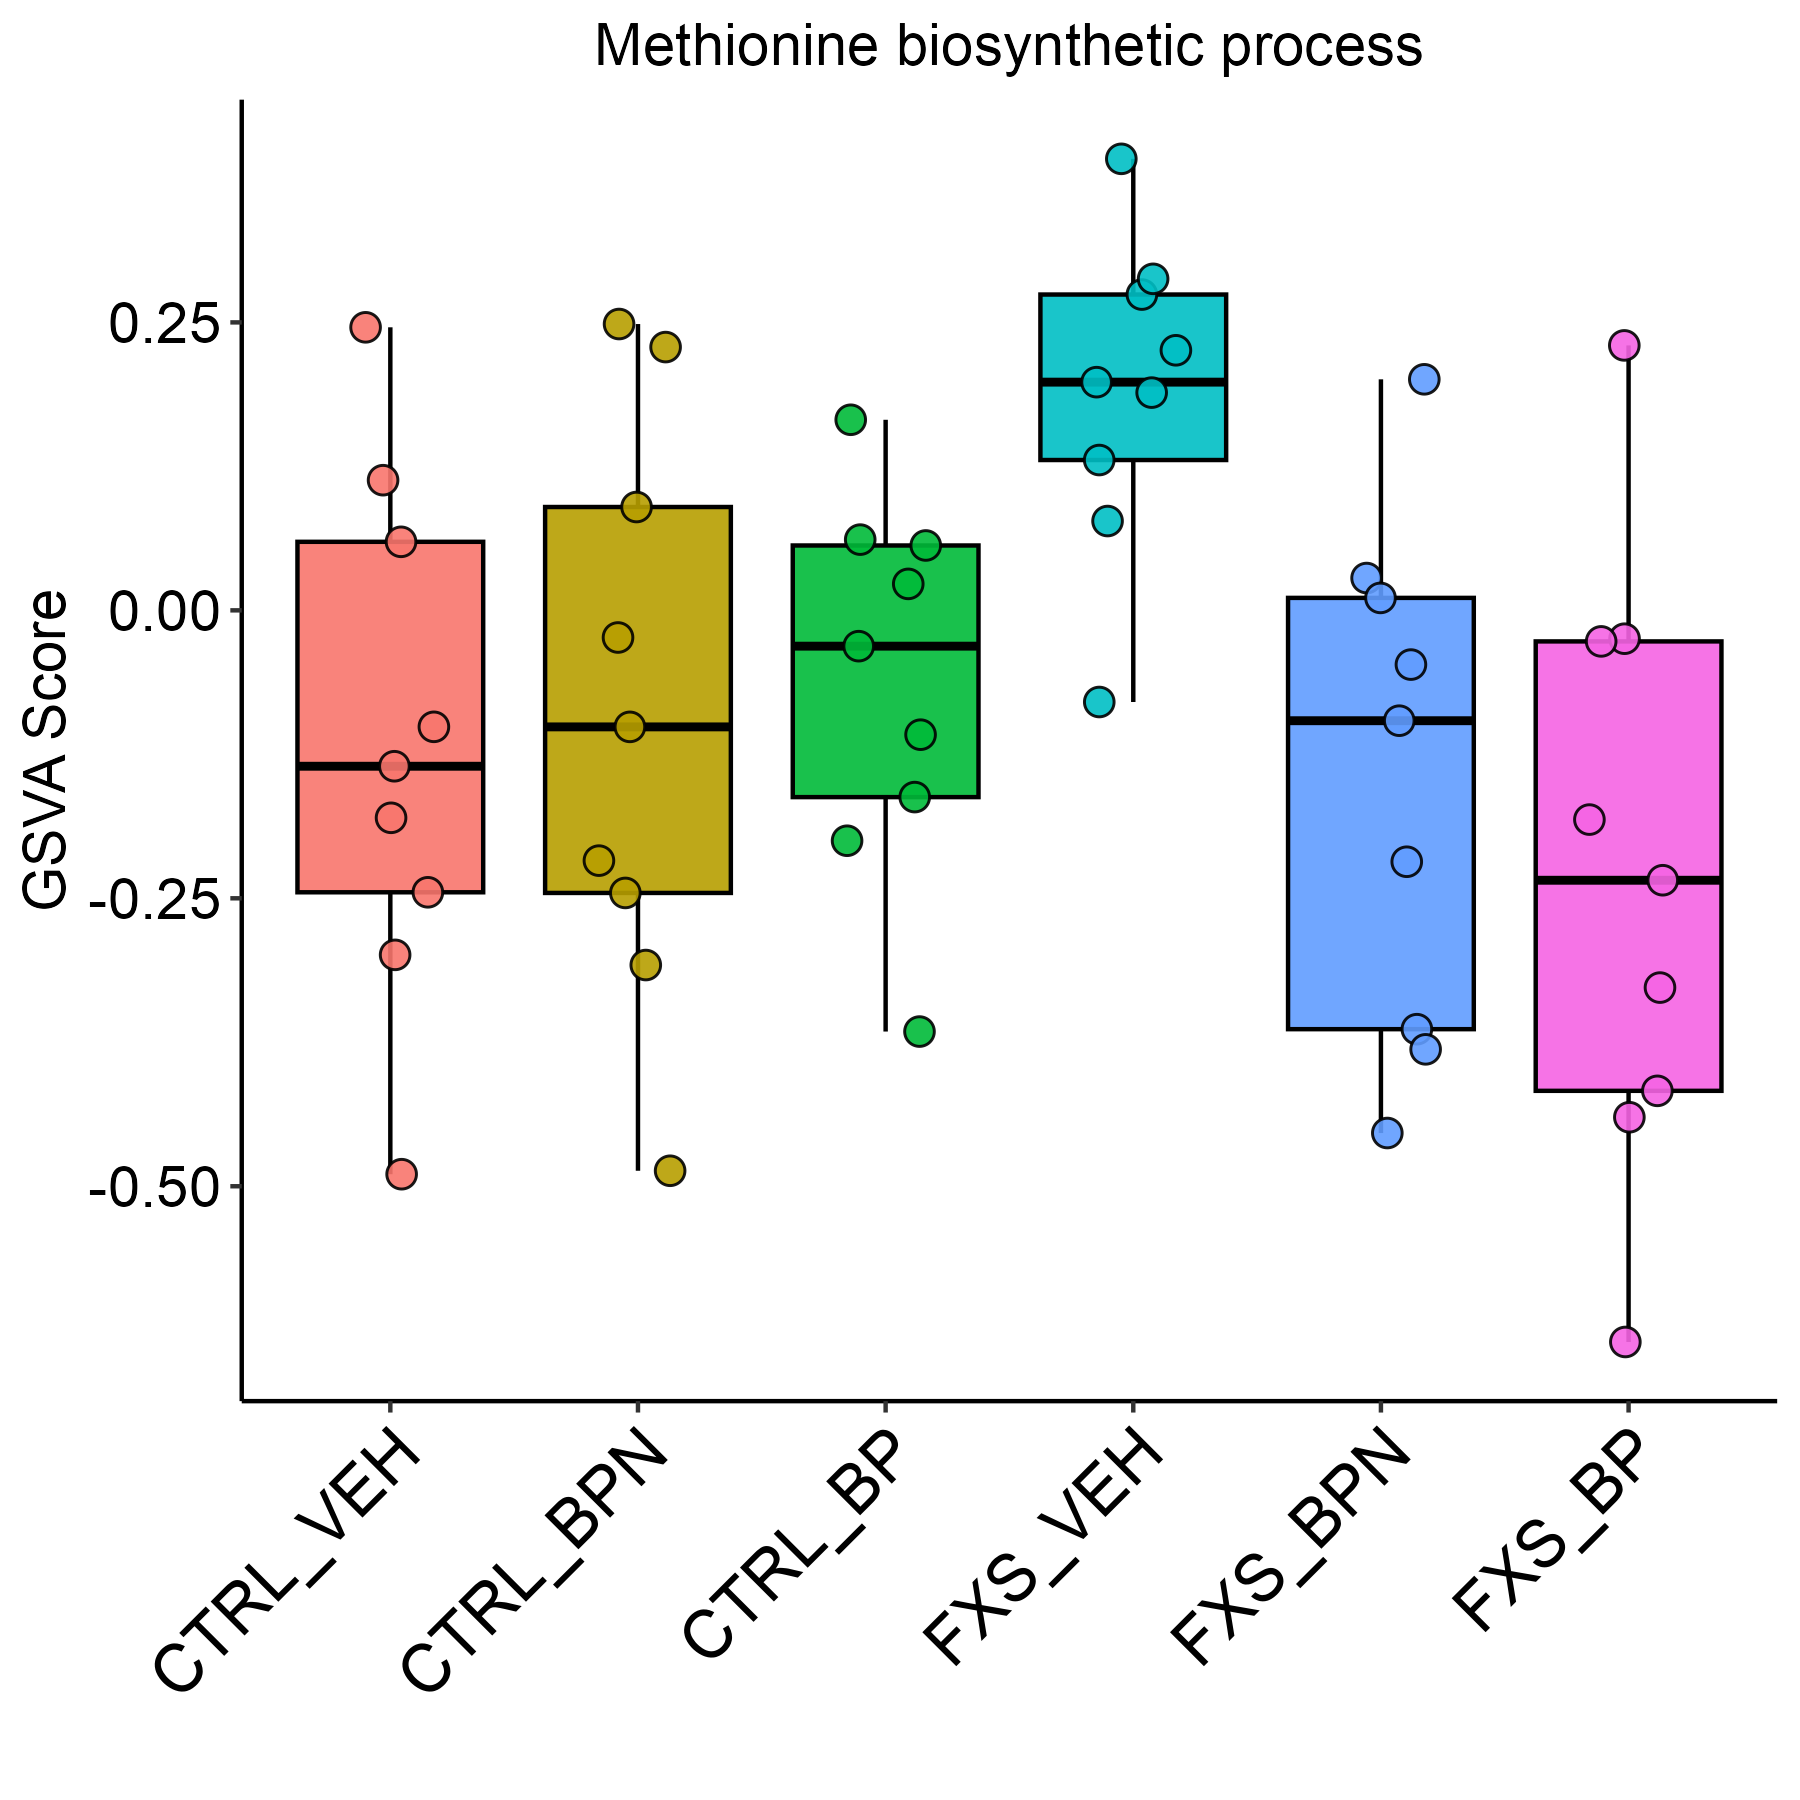 Methionine biosynthetic process
GSVA Score
0.25
0.00
-0.25
-0.50
CTRL_VEH
CTRL_BPN
CTRL_BP
FXS_VEH
FXS_BPN
FXS_BP